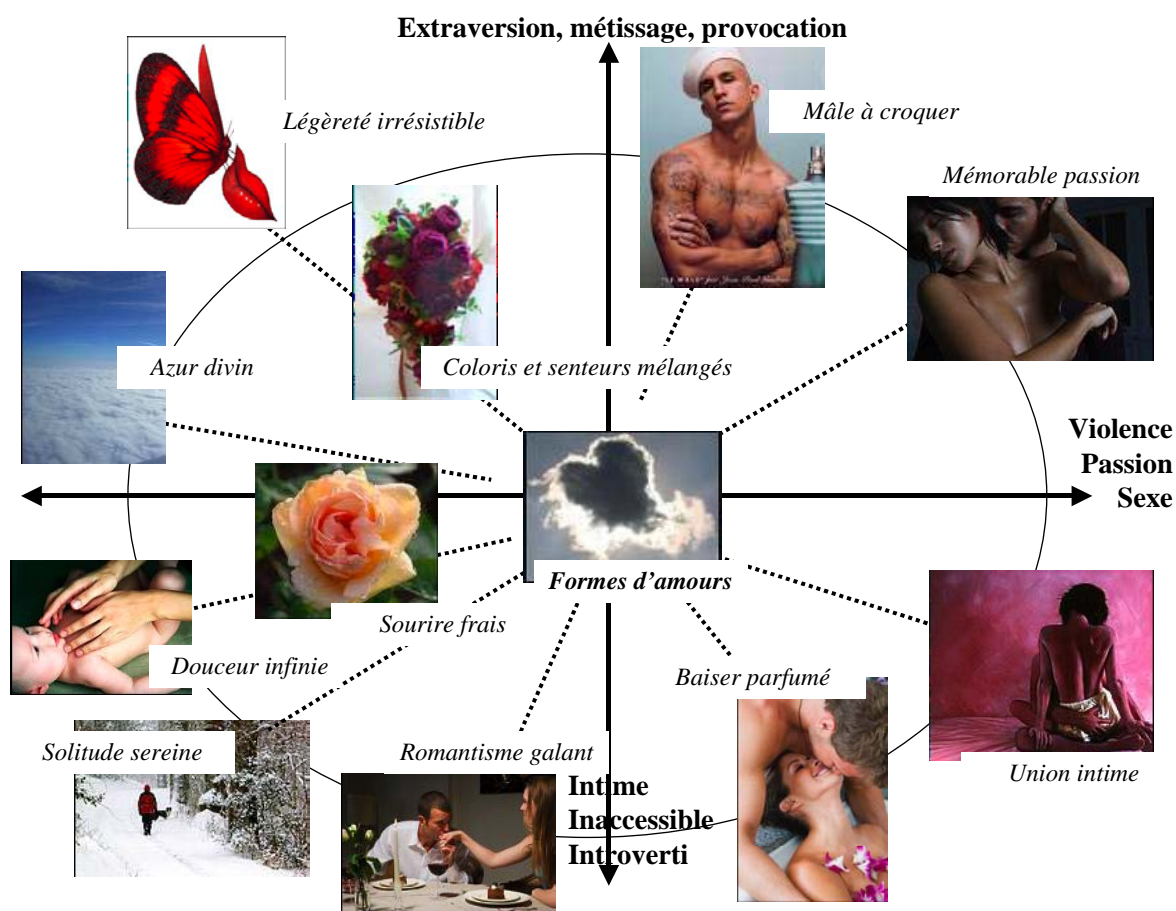 Extraversion, métissage, provocation
Légèreté irrésistible
Mâle à croquer
Mémorable passion
Azur divin
Coloris et senteurs mélangés
Violence
Passion
Sexe
Formes d’amours
Sourire frais
Douceur infinie
Baiser parfumé
Solitude sereine
Romantisme galant
Union intime
Intime
Inaccessible
Introverti